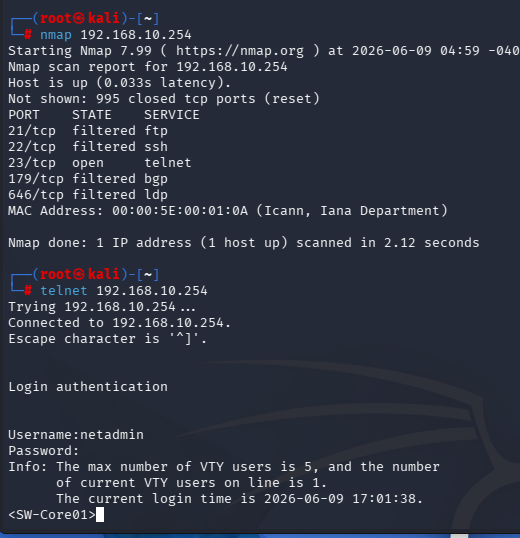 ┌──(root㉿kali)-[~]
└─# nmap 192.168.10.254
Starting Nmap 7.99 ( https://nmap.org ) at 2026-06-09 04:59 -040
Nmap scan report for 192.168.10.254
Host is up (0.033s latency).
Not shown: 995 closed tcp ports (reset)
PORT    STATE    SERVICE
21/tcp  filtered ftp
22/tcp  filtered ssh
23/tcp  open     telnet
179/tcp filtered bgp
646/tcp filtered ldp
MAC Address: 00:00:5E:00:01:0A (Icann, Iana Department)
Nmap done: 1 IP address (1 host up) scanned in 2.12 seconds
┌──(root㉿kali)-[~]
└─# telnet 192.168.10.254
Trying 192.168.10.254...
Connected to 192.168.10.254.
Escape character is '^]'.
Login authentication
Username:netadmin
Password:
Info: The max number of VTY users is 5, and the number
      of current VTY users on line is 1.
      The current login time is 2026-06-09 17:01:38.
<SW-Core01>